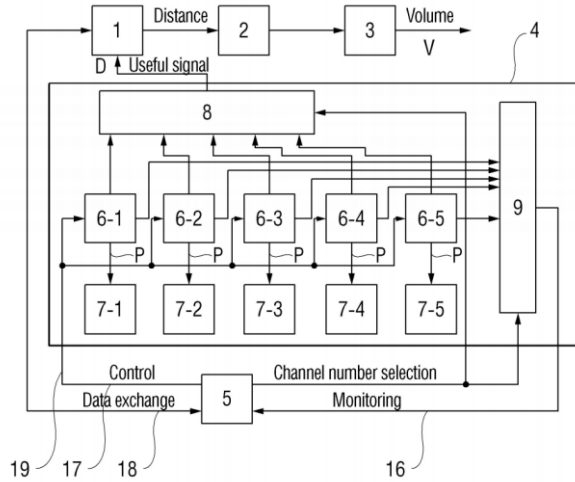 Distance
Volume
4
1
2
3
V
D
Useful signal
8
9
6-1
6-2
6-3
6-4
6-5
P
P
P
P
P
7-1
7-2
7-3
7-4
7-5
Control
Channel number selection
5
Data exchange
Monitoring
19
17
18
16